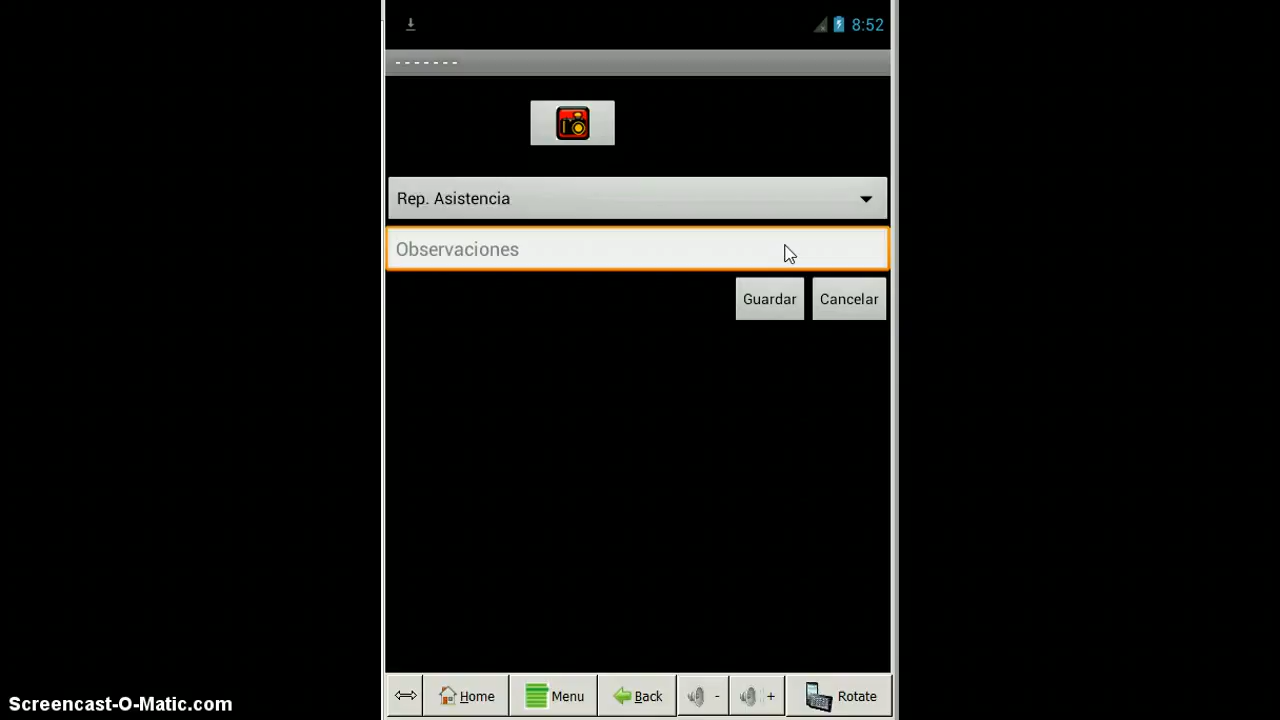 8:52
-------
Rep. Asistencia
Observaciones
Guardar Cancelar
Home Menu Back - + Rotate
Screencast-O-Matic.com